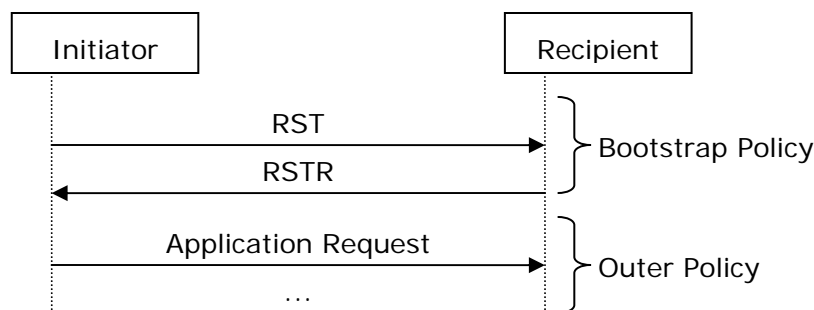 Initiator
Recipient
RST
Bootstrap Policy
RSTR
Application Request
Outer Policy
...